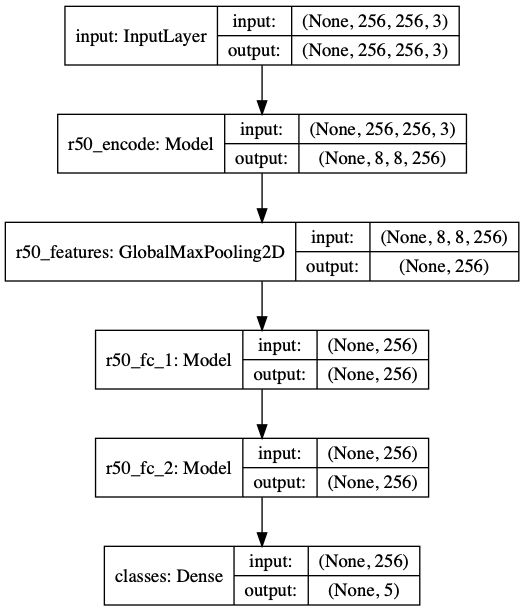 input: InputLayer
input: (None, 256, 256, 3)
output: (None, 256, 256, 3)
r50_encode: Model
input: (None, 256, 256, 3)
output: (None, 8, 8, 256)
r50_features: GlobalMaxPooling2D
input: (None, 8, 8, 256)
output: (None, 256)
r50_fc_1: Model
input: (None, 256)
output: (None, 256)
r50_fc_2: Model
input: (None, 256)
output: (None, 256)
classes: Dense
input: (None, 256)
output: (None, 5)